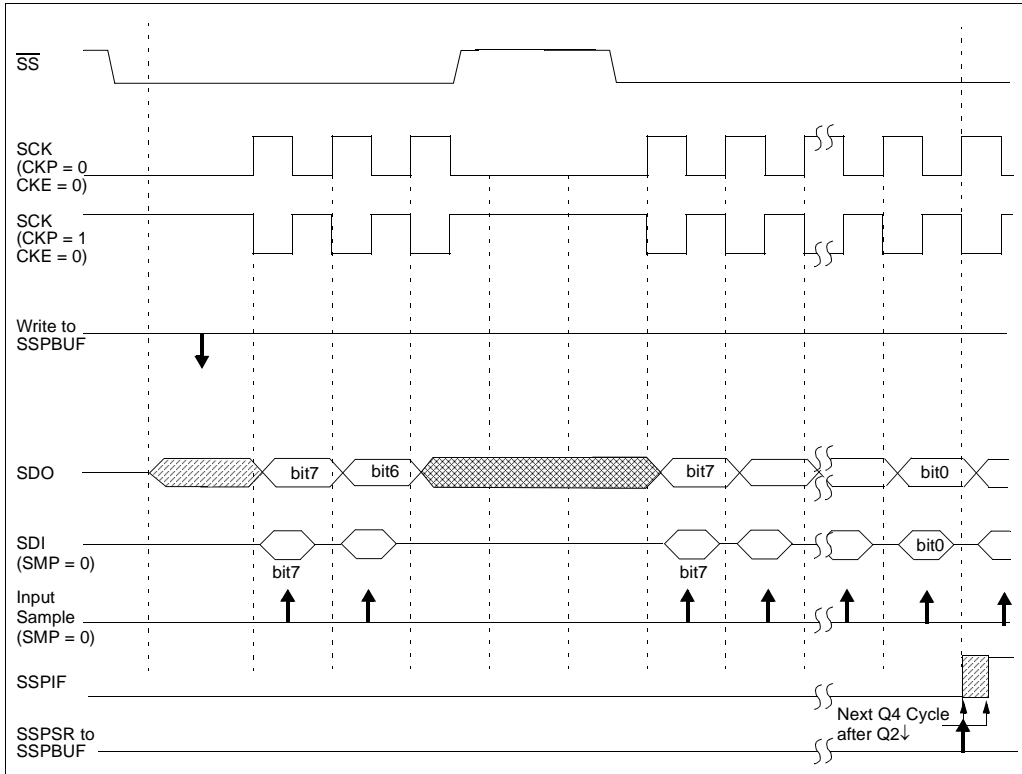 SS
SCK
(CKP = 0
CKE = 0)
SCK
(CKP = 1
CKE = 0)
Write to
SSPBUF
SDO
bit7
bit6
bit7
bit0
SDI
(SMP = 0)
bit7
bit7
bit0
Input
Sample
(SMP = 0)
SSPIF
Next Q4 Cycle
after Q2↓
SSPSR to
SSPBUF